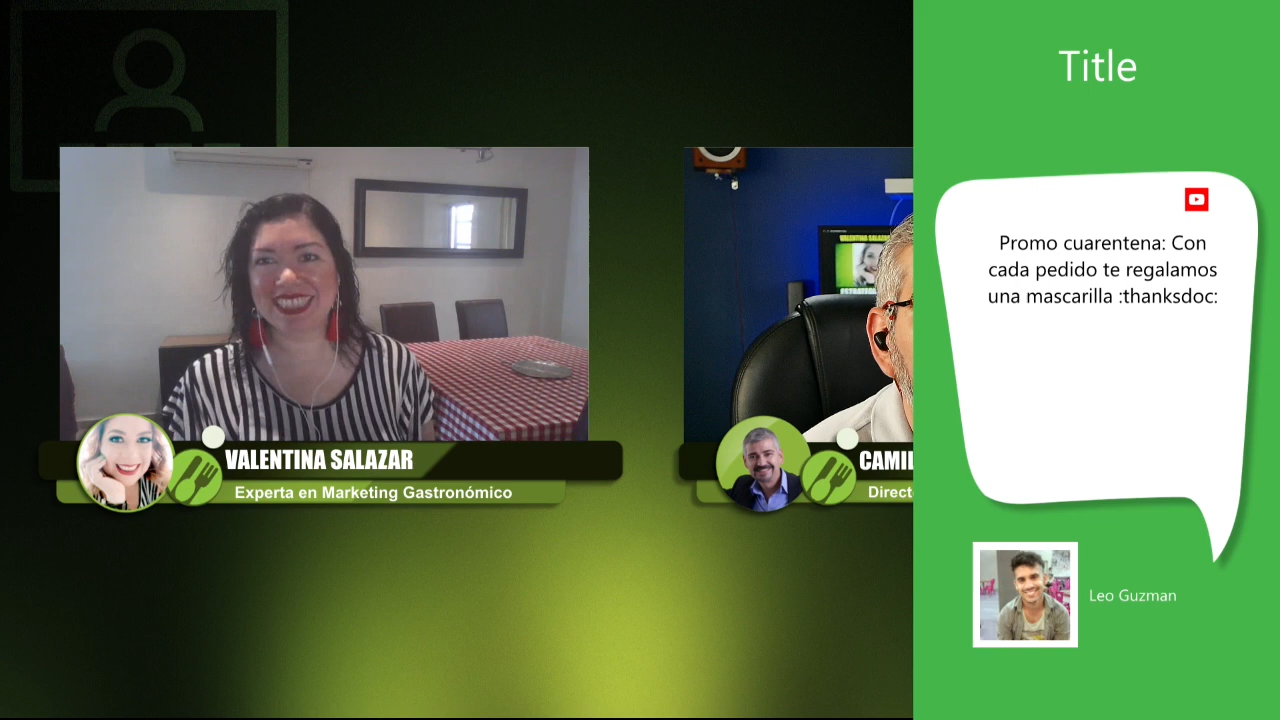 VALENTINA SALAZAR
Experta en Marketing Gastronómico
CAMI
Direct
Title
Promo cuarentena: Con
cada pedido te regalamos
una mascarilla :thanksdoc:
Leo Guzman